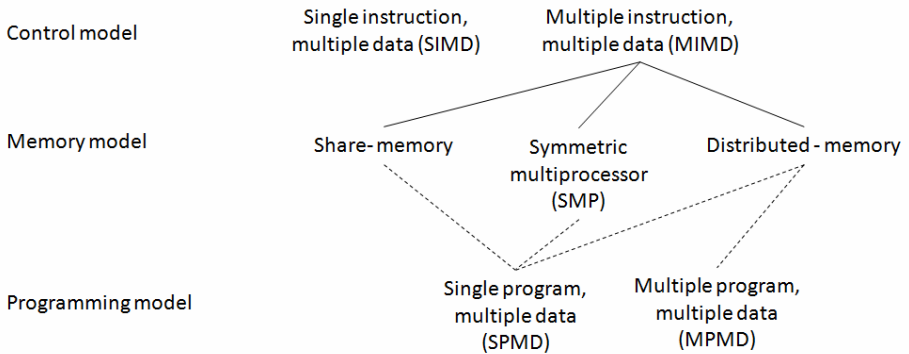 Control model
Single instruction,
multiple data (SIMD)
Multiple instruction,
multiple data (MIMD)
Memory model
Share- memory
Symmetric
multiprocessor
(SMP)
Distributed - memory
Programming model
Single program,
multiple data
(SPMD)
Multiple program,
multiple data
(MPMD)